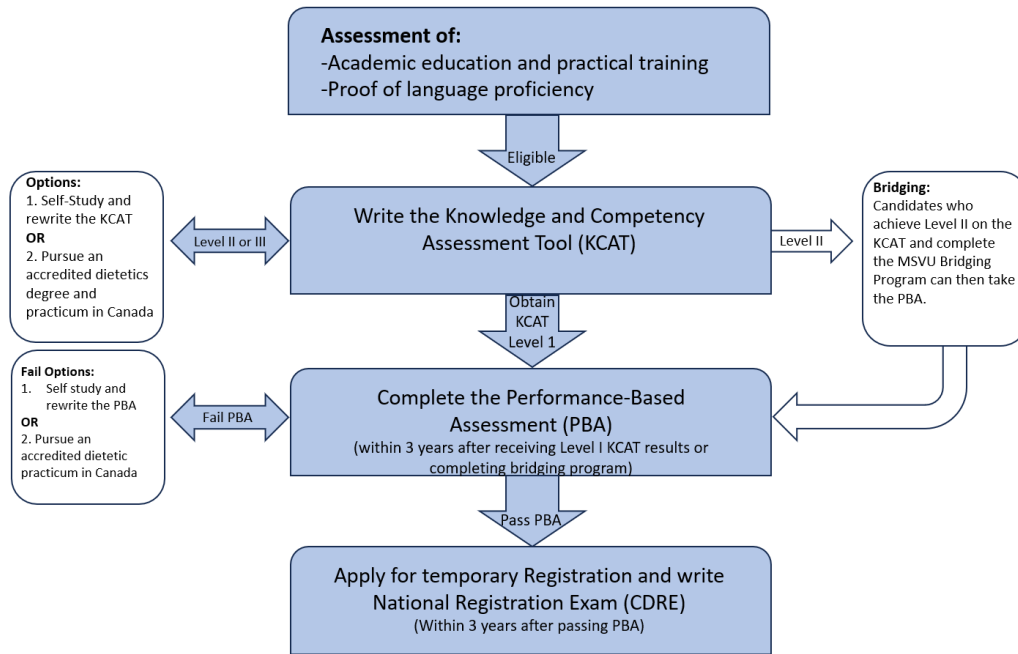 Assessment of:
-Academic education and practical training
-Proof of language proficiency
Eligible
Options:
1. Self-Study and
rewrite the KCAT
OR
2. Pursue an
accredited dietetics
degree and
practicum in Canada
Level II or III
Write the Knowledge and Competency
Assessment Tool (KCAT)
Level II
Bridging:
Candidates who
achieve Level II on the
KCAT and complete
the MSVU Bridging
Program can then take
the PBA.
Obtain
KCAT
Level 1
Fail Options:
1. Self study and
rewrite the PBA
OR
2. Pursue an
accredited dietetic
practicum in Canada
Fail PBA
Complete the Performance-Based
Assessment (PBA)
(within 3 years after receiving Level I KCAT results or
completing bridging program)
Pass PBA
Apply for temporary Registration and write
National Registration Exam (CDRE)
(Within 3 years after passing PBA)